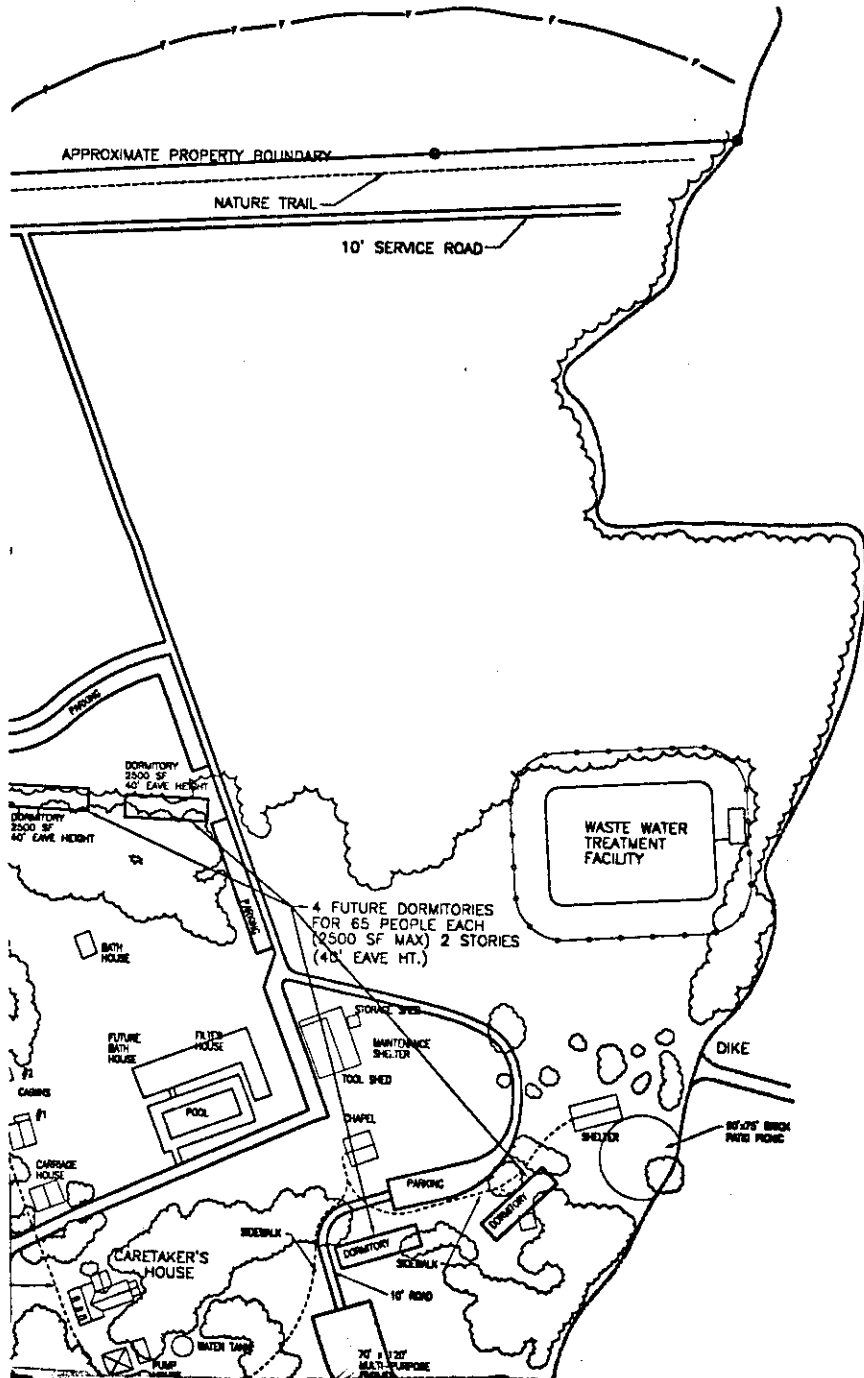 APPROXIMATE PROPERTY BOUNDARY
NATURE TRAIL
10' SERVICE ROAD
PARKING
DORMITORY
2500 SF
40' EAVE HEIGHT
DORMITORY
2500 SF
40' EAVE HEIGHT
WASTE WATER
TREATMENT
FACILITY
PARKING
4 FUTURE DORMITORIES
FOR 65 PEOPLE EACH
(2500 SF MAX) 2 STORIES
(40' EAVE HT.)
BATH
HOUSE
STORAGE SHED
FUTURE
BATH
HOUSE
FILTER
HOUSE
MAINTENANCE
SHELTER
DIKE
TOOL SHED
#2
CABINS
#1
POOL
CHAPEL
SHELTER
PATIO PICNIC
CARRIAGE
HOUSE
PARKING
DORMITORY
SIDEWALK
DORMITORY
SIDEWALK
CARETAKER'S
HOUSE
10' ROAD
WATER TANK
PUMP
70' x 120'
MULTI-PURPOSE